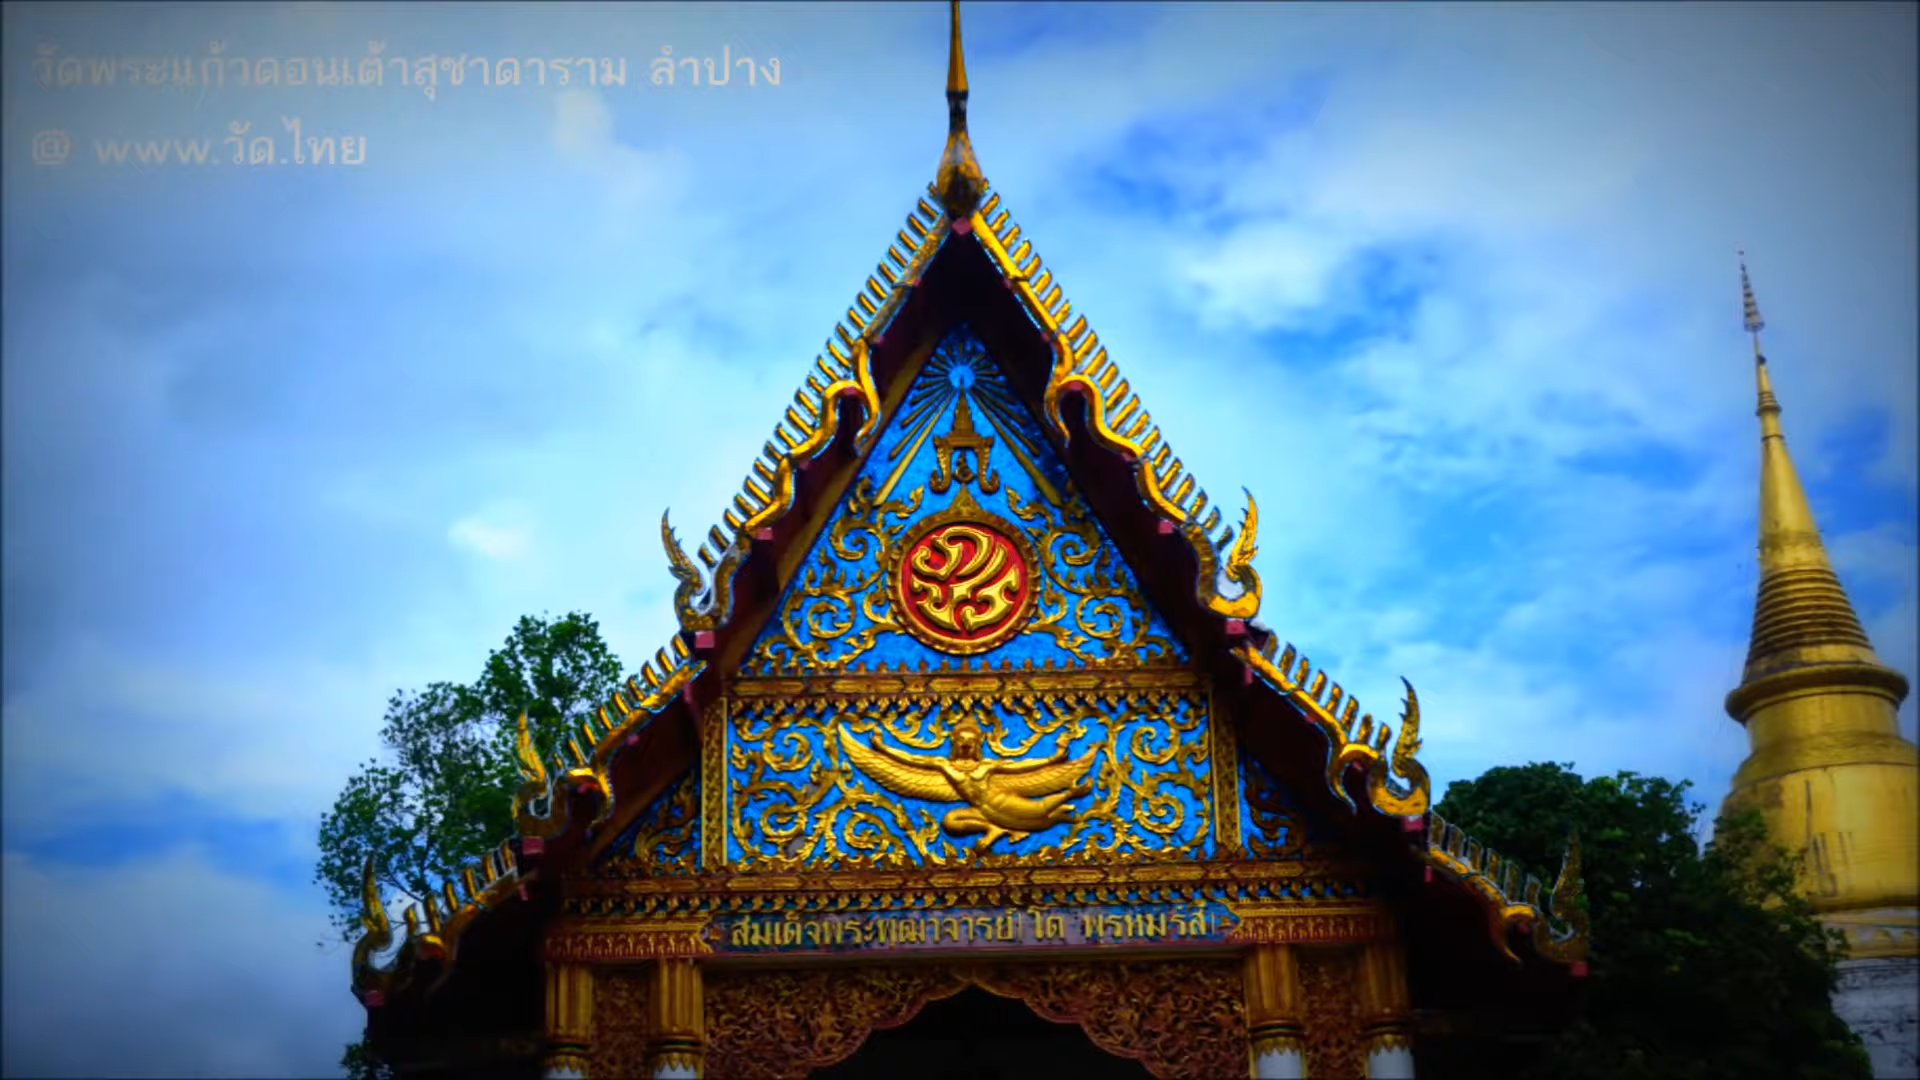 วัดพระแก้วดอนเต้าสุชาดาราม ลำปาง
@ www.วัด.ไทย
สมเด็จพระพุฒาจารย์ โต พรหมรังสี